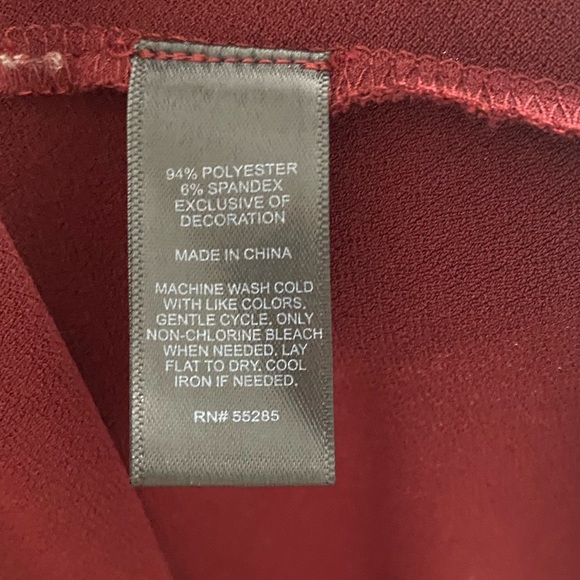 94% POLYESTER
6% SPANDEX
EXCLUSIVE OF
DECORATION
MADE IN CHINA
MACHINE WASH COLD
WITH LIKE COLORS.
GENTLE CYCLE. ONLY
NON-CHLORINE BLEACH
WHEN NEEDED. LAY
FLAT TO DRY. COOL
IRON IF NEEDED.
RN# 55285